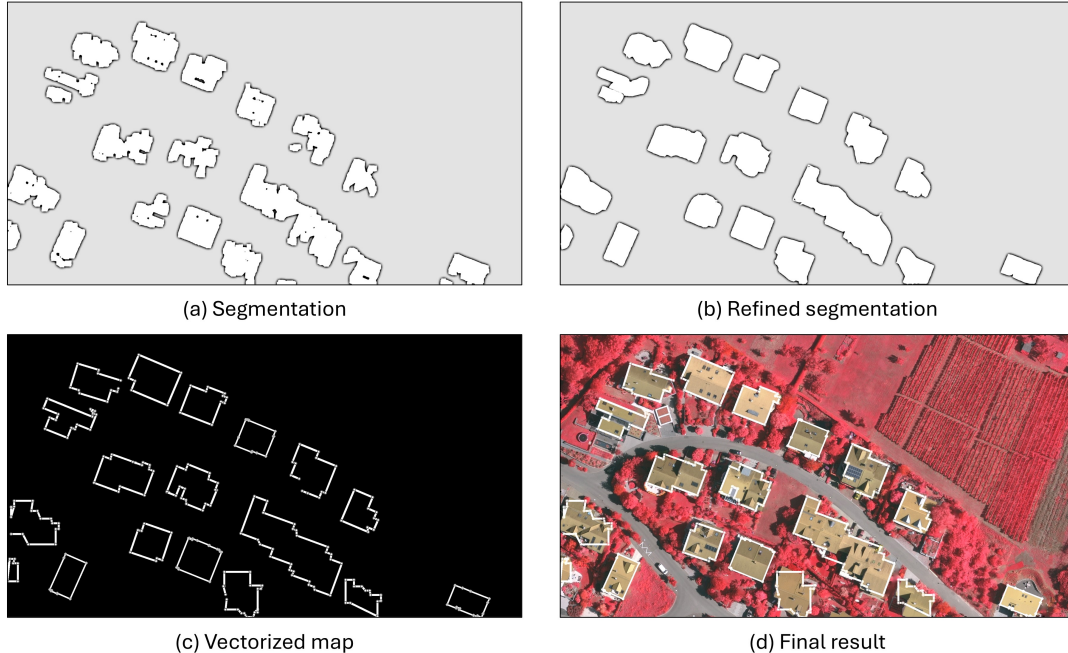 (a) Segmentation
(b) Refined segmentation
(c) Vectorized map
(d) Final result